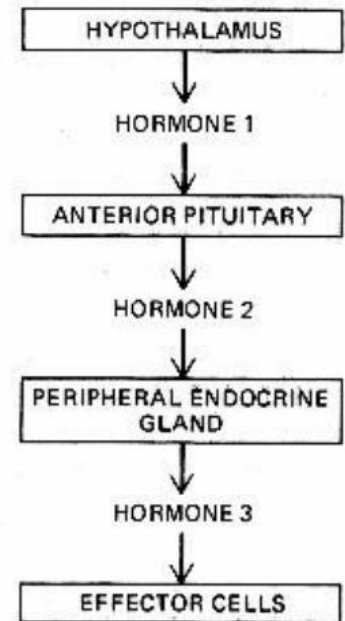 HYPOTHALAMUS
HORMONE 1
ANTERIOR PITUITARY
HORMONE 2
PERIPHERAL ENDOCRINE
GLAND
HORMONE 3
EFFECTOR CELLS